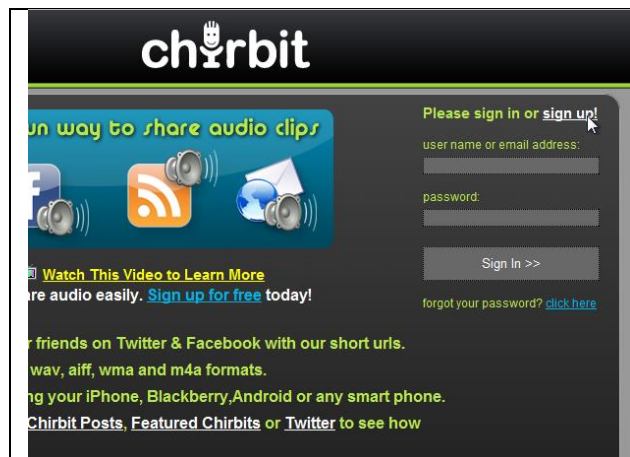 chirbit
un way to share audio clips
Please sign in or sign up!
user name or email address:
password:
Sign In >>
forgot your password? click here
Watch This Video to Learn More
re audio easily. Sign up for free today!
r friends on Twitter & Facebook with our short urls.
wav, aiff, wma and m4a formats.
ng your iPhone, Blackberry,Android or any smart phone.
Chirbit Posts, Featured Chirbits or Twitter to see how